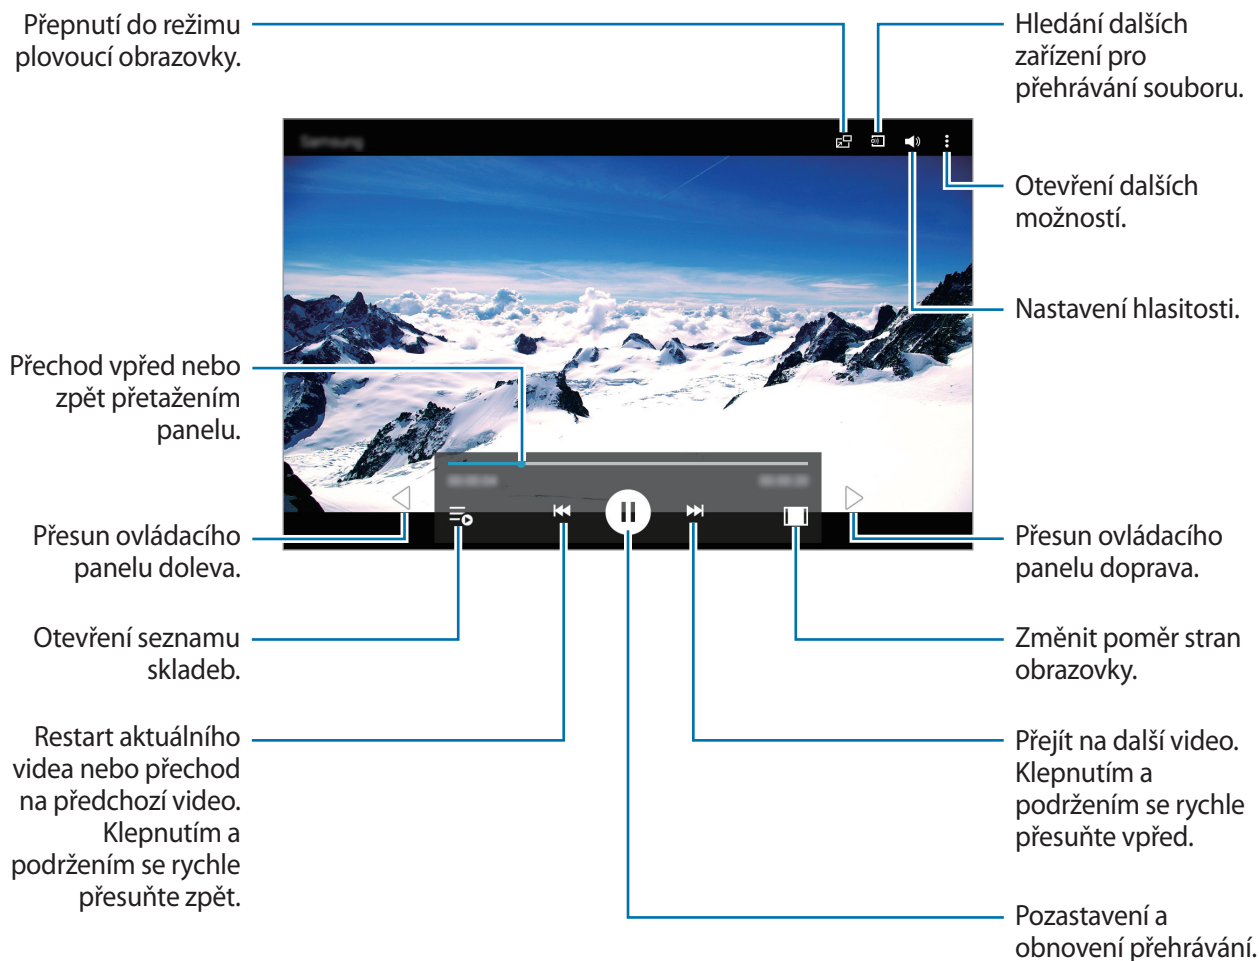 Přepnutí do režimu
plovoucí obrazovky.
Hledání dalších
zařízení pro
přehrávání souboru.
Samsung
Otevření dalších
možností.
Nastavení hlasitosti.
Přechod vpřed nebo
zpět přetažením
panelu.
Přesun ovládacího
panelu doleva.
Přesun ovládacího
panelu doprava.
Otevření seznamu
skladeb.
Změnit poměr stran
obrazovky.
Restart aktuálního
videa nebo přechod
na předchozí video.
Klepnutím a
podržením se rychle
přesuňte zpět.
Přejít na další video.
Klepnutím a
podržením se rychle
přesuňte vpřed.
Pozastavení a
obnovení přehrávání.